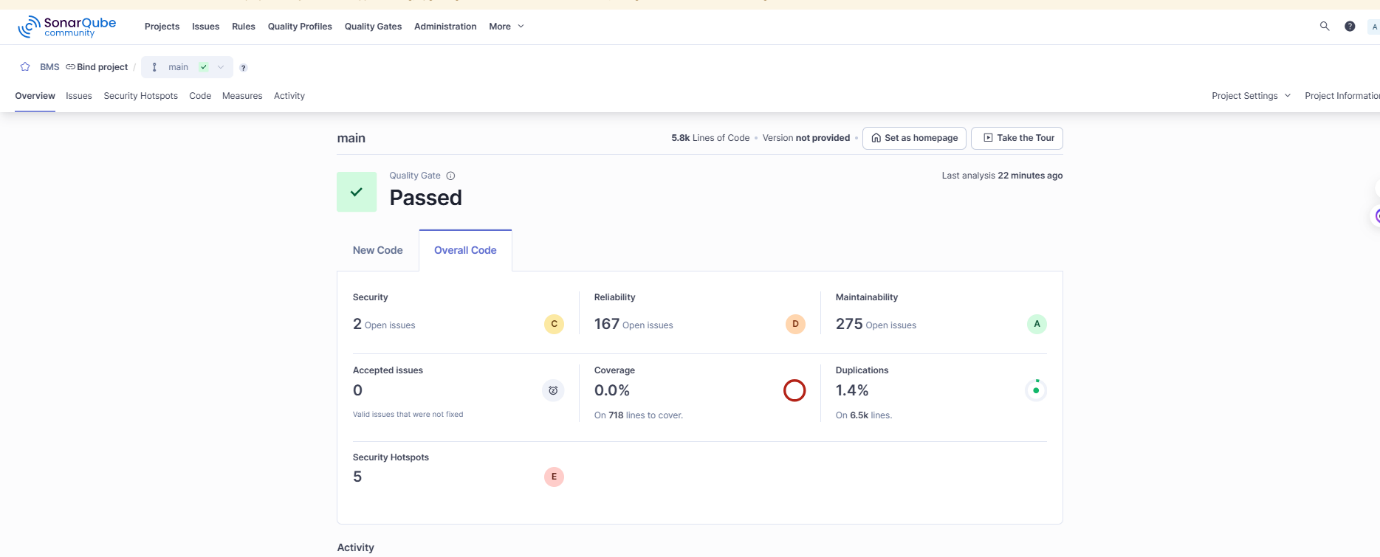 SonarQube community
Projects Issues Rules Quality Profiles Quality Gates Administration More
A
BMS Bind project / main ?
Overview Issues Security Hotspots Code Measures Activity
Project Settings Project Information
main
5.8k Lines of Code • Version not provided • Set as homepage Take the Tour
Quality Gate
Passed
Last analysis 22 minutes ago
New Code Overall Code
Security Reliability Maintainability
2 Open issues C 167 Open issues D 275 Open issues A
Accepted issues Coverage Duplications
0 0.0% 1.4%
Valid issues that were not fixed On 718 lines to cover. On 6.5k lines.
Security Hotspots
5 E
Activity